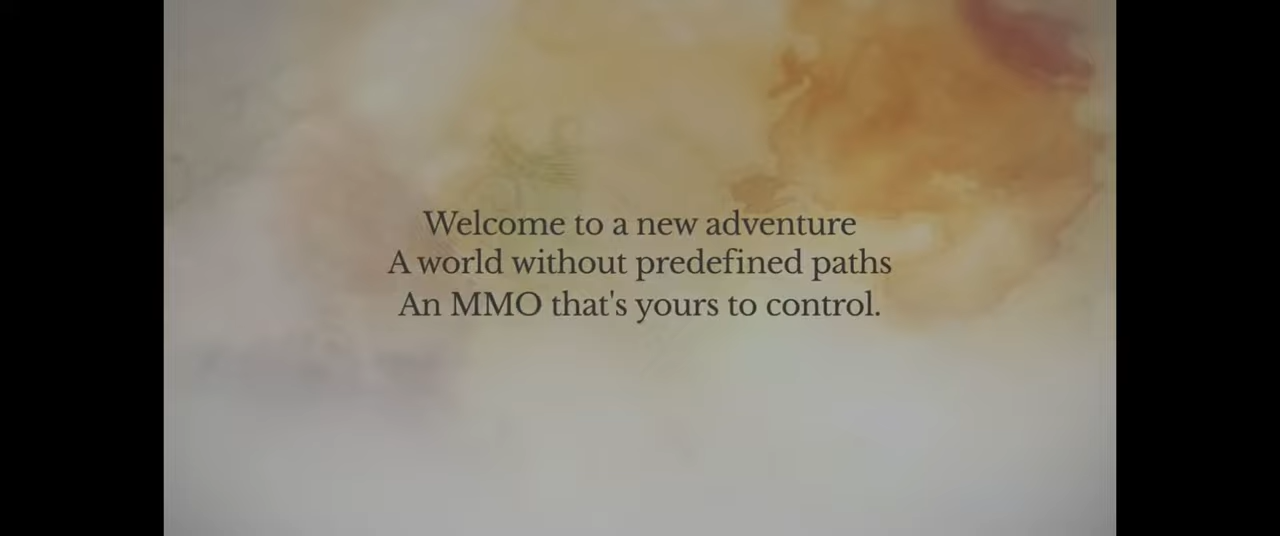 Welcome to a new adventure
A world without predefined paths
An MMO that's yours to control.